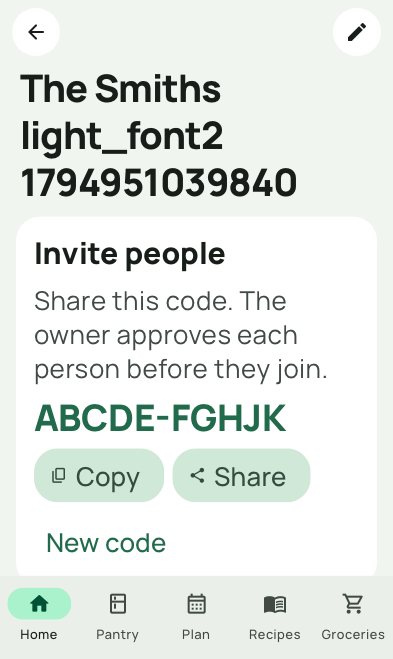 The Smiths
light_font2
1794951039840
Invite people
Share this code. The
owner approves each
person before they join.
ABCDE-FGHJK
Copy Share
New code
Home Pantry Plan Recipes Groceries